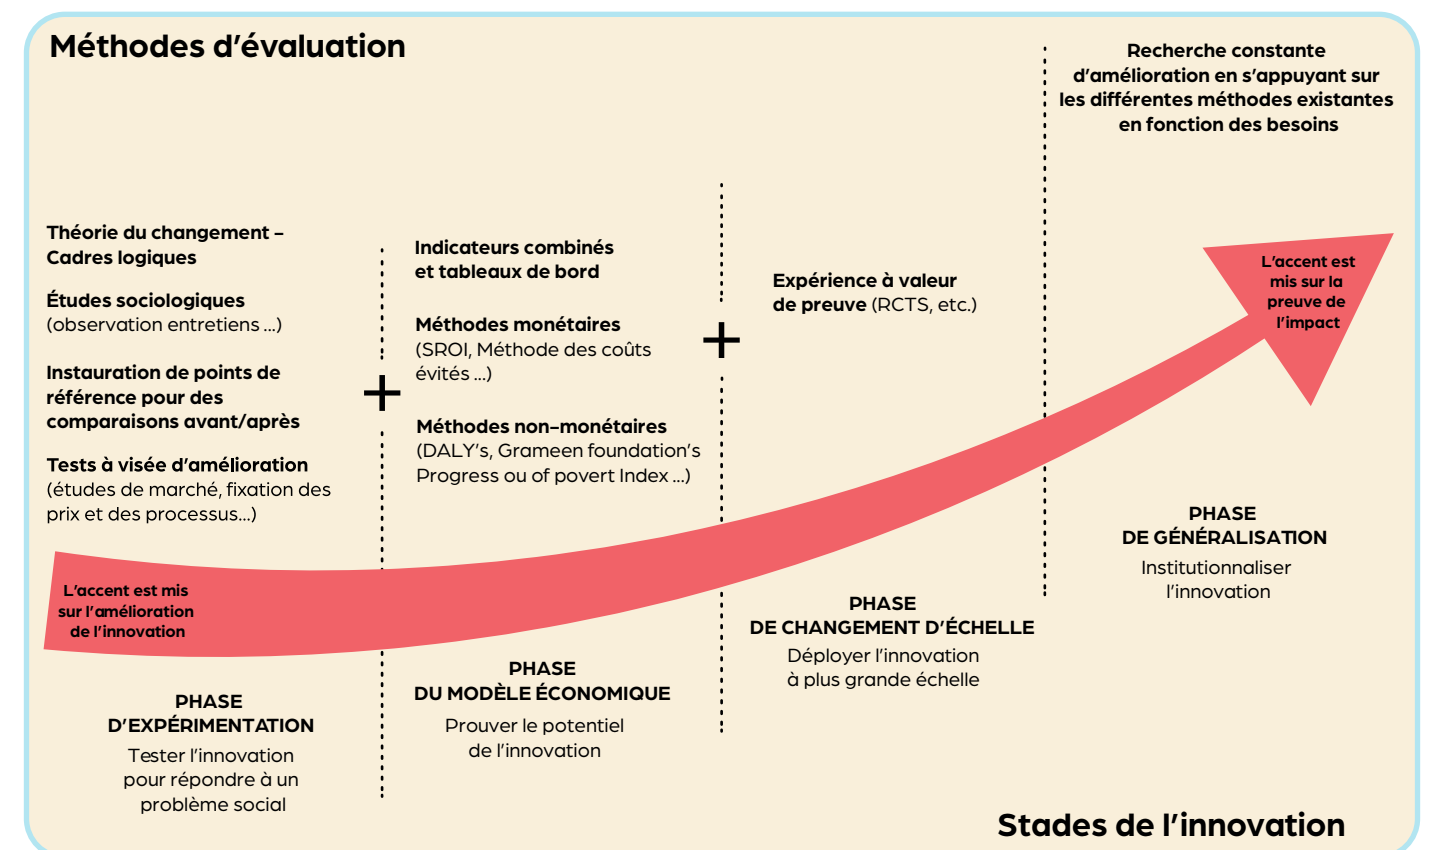 Méthodes d’évaluation
Théorie du changement –
Cadres logiques
Études sociologiques
(observation entretiens ...)
Instauration de points de
référence pour des
comparaisons avant/après
Tests à visée d’amélioration
(études de marché, fixation des
prix et des processus...)
+
Indicateurs combinés
et tableaux de bord
Méthodes monétaires
(SROI, Méthode des coûts
évités ...)
Méthodes non-monétaires
(DALY’s, Grameen foundation’s
Progress ou of povert Index ...)
+
Expérience à valeur
de preuve (RCTS, etc.)
Recherche constante
d’amélioration en s’appuyant sur
les différentes méthodes existantes
en fonction des besoins
L’accent est mis
sur l’amélioration
de l’innovation
L’accent est
mis sur la
preuve de
l’impact
PHASE
D’EXPÉRIMENTATION
Tester l’innovation
pour répondre à un
problème social
PHASE
DU MODÈLE ÉCONOMIQUE
Prouver le potentiel
de l’innovation
PHASE
DE CHANGEMENT D’ÉCHELLE
Déployer l’innovation
à plus grande échelle
PHASE
DE GÉNÉRALISATION
Institutionnaliser
l’innovation
Stades de l’innovation